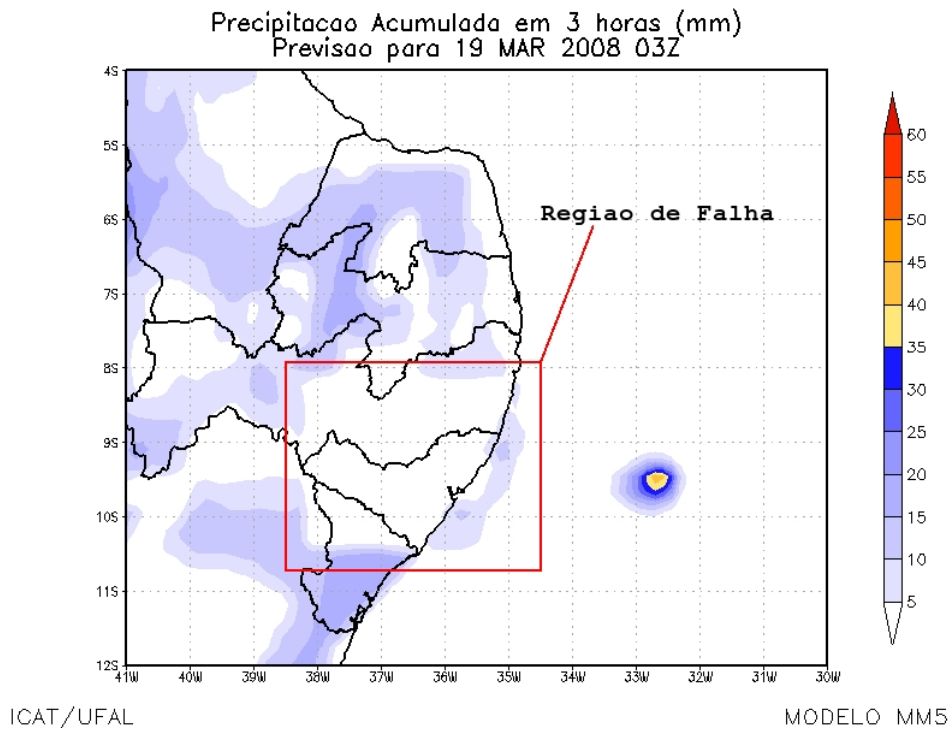 Precipitacao Acumulada em 3 horas (mm)
Previsao para 19 MAR 2008 03Z
4S
5S
6S
7S
8S
9S
10S
11S
12S
41W
40W
39W
38W
37W
36W
35W
34W
33W
32W
31W
30W
Regiao de Falha
60
55
50
45
40
35
30
25
20
15
10
5
ICAT/UFAL
MODELO MM5